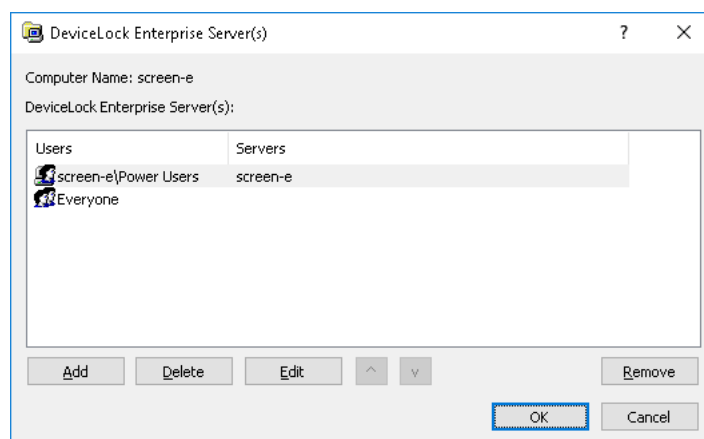 DeviceLock Enterprise Server(s) ? X
Computer Name: screen-e
DeviceLock Enterprise Server(s):
Users Servers
screen-e\Power Users screen-e
Everyone
Add Delete Edit ^ v Remove
OK Cancel